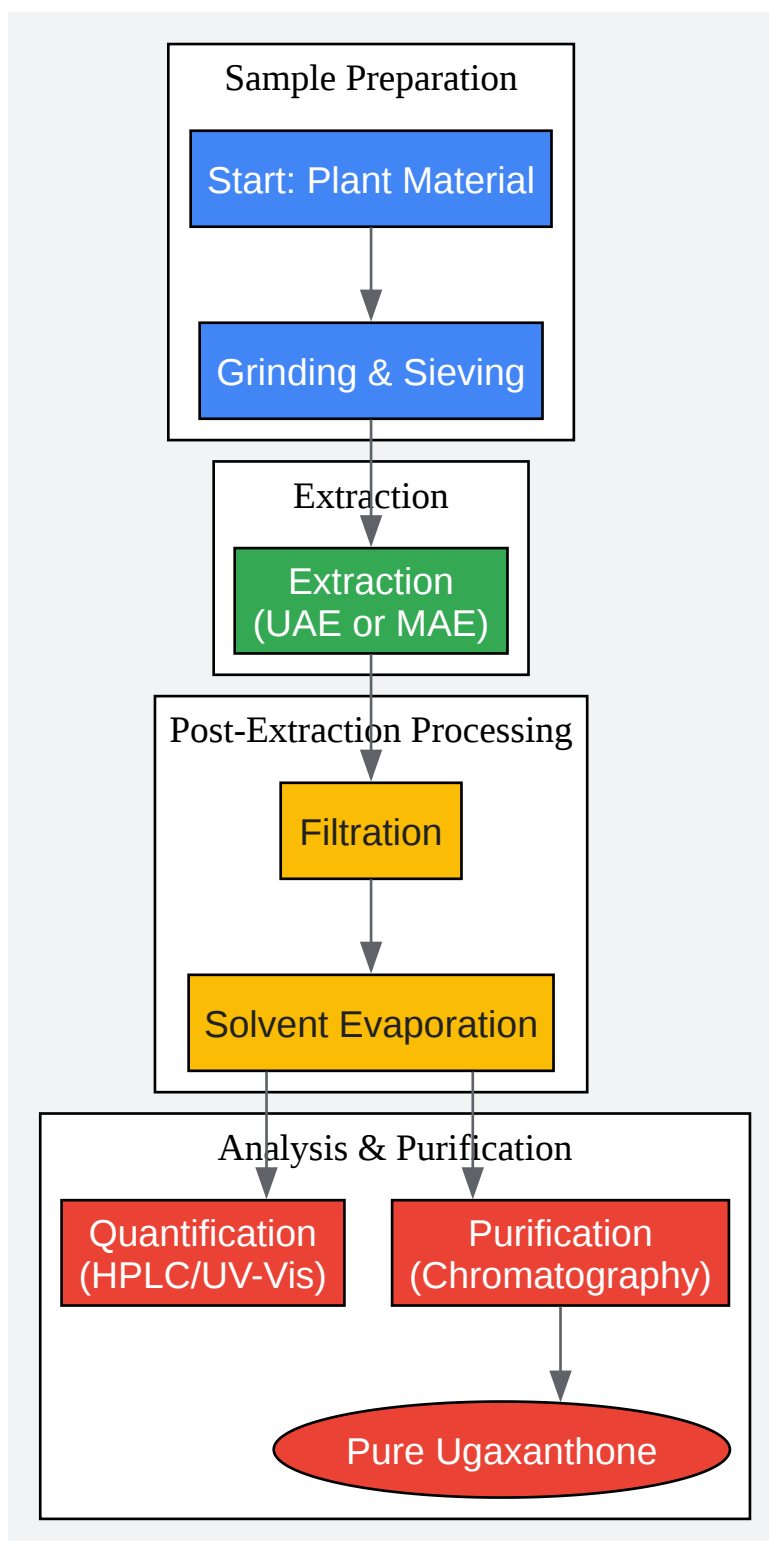 Sample Preparation
Start: Plant Material
Grinding & Sieving
Extraction
Extraction
(UAE or MAE)
Post-Extraction Processing
Filtration
Solvent Evaporation
Analysis & Purification
Quantification
(HPLC/UV-Vis)
Purification
(Chromatography)
Pure Ugaxanthone